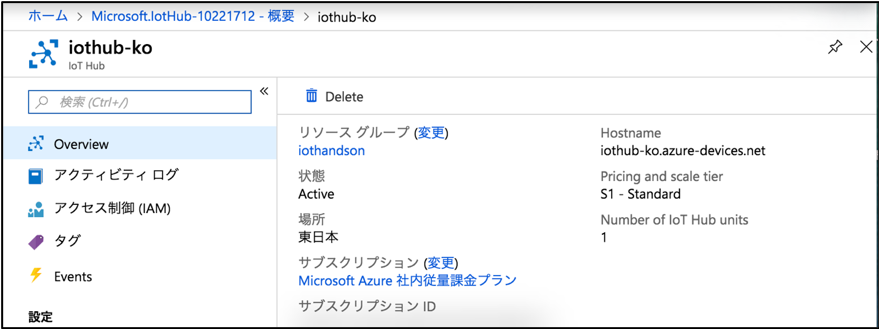 ホーム > Microsoft.IotHub-10221712 - 概要 > iothub-ko
iothub-ko
IoT Hub
検索 (Ctrl+/)
«
Overview
アクティビティ ログ
アクセス制御 (IAM)
タグ
Events
設定
Delete
リソース グループ (変更)
iothandson
状態
Active
場所
東日本
サブスクリプション (変更)
Microsoft Azure 社内従量課金プラン
サブスクリプション ID
Hostname
iothub-ko.azure-devices.net
Pricing and scale tier
S1 - Standard
Number of IoT Hub units
1